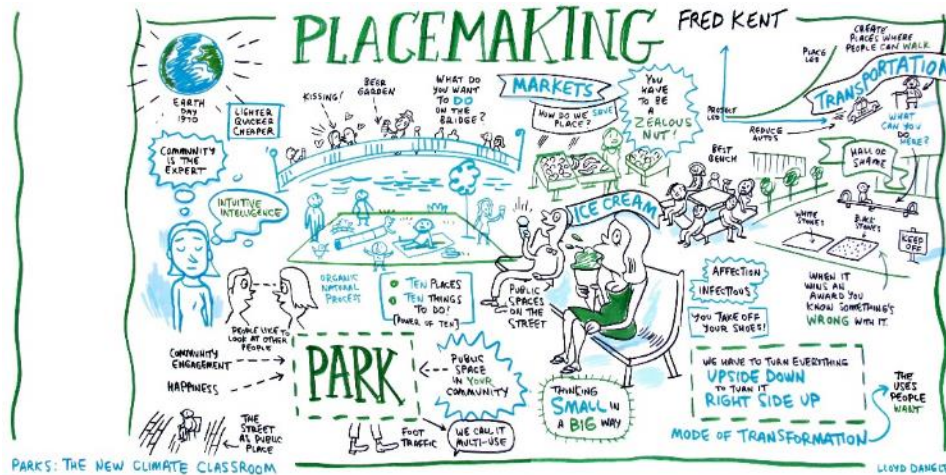 PLACEMAKING
FRED KENT
EARTH
DAY
1970
LIGHTER
QUICKER
CHEAPER
COMMUNITY
IS THE
EXPERT
INTUITIVE
INTELLIGENCE
KISSING!
BEER
GARDEN
WHAT DO
YOU WANT
TO DO
ON THE
BRIDGE?
MARKETS
HOW DO WE SAVE
PLACE?
YOU
HAVE
TO BE
A
ZEALOUS
NUT!
CREATE
PLACES WHERE
PEOPLE CAN WALK
PLACE
LED
PROJECT
LED
TRANSPORTATION
REDUCE
AUTOS
WHAT
CAN YOU
DO
HERE?
BEST
BENCH
HALL OF
SHAME
WHITE
STONES
BLACK
STONES
KEEP
OFF
WHEN IT
WINS AN
AWARD YOU
KNOW SOMETHING'S
WRONG WITH IT.
ICE CREAM
PUBLIC
SPACES
ON THE
STREET
AFFECTION
INFECTIOUS
YOU TAKE OFF
YOUR SHOES!
ORGANIC
NATURAL
PROCESS
TEN PLACES
TEN THINGS
TO DO!
[POWER OF TEN]
PEOPLE LIKE TO
LOOK AT OTHER
PEOPLE
COMMUNITY
ENGAGEMENT
HAPPINESS
PARK
PUBLIC
SPACE
IN YOUR
COMMUNITY
THINKING
SMALL IN
A BIG WAY
WE HAVE TO TURN EVERYTHING
UPSIDE DOWN
TO TURN IT
RIGHT SIDE UP
THE
USES
PEOPLE
WANT
MODE OF TRANSFORMATION
THE
STREET
AS PUBLIC
PLACE
FOOT
TRAFFIC
WE CALL IT
MULTI-USE
PARKS: THE NEW CLIMATE CLASSROOM
LLOYD